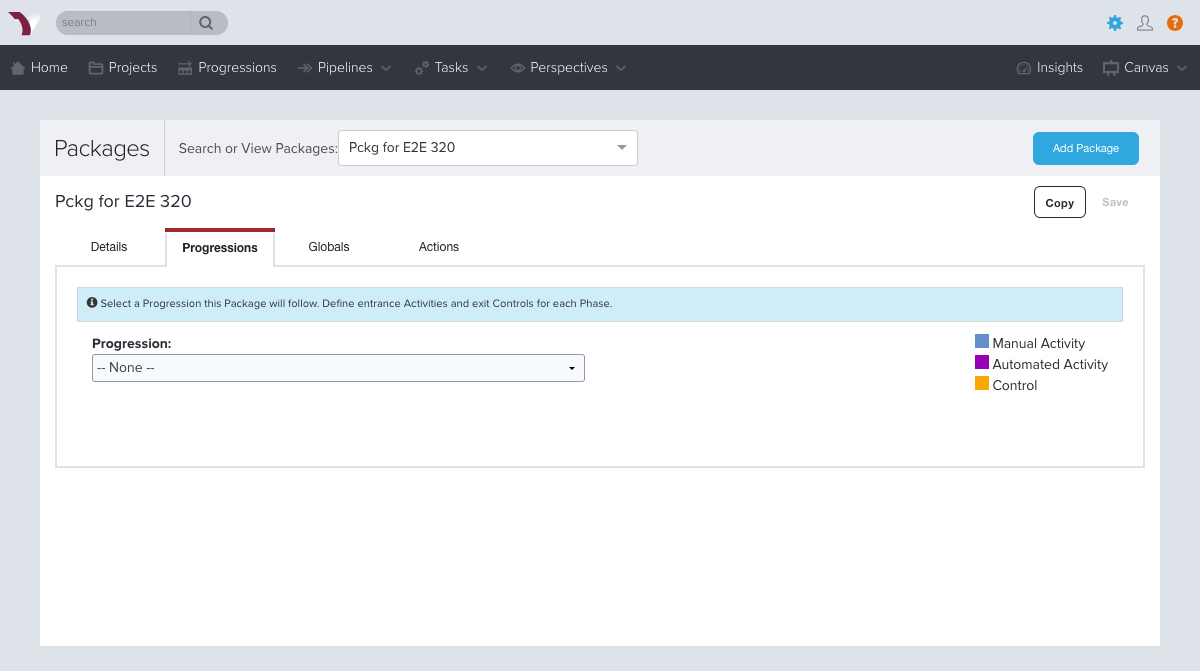 search
?
Home
Projects
Progressions
Pipelines
Tasks
Perspectives
Insights
Canvas
Packages
Search or View Packages:
Pckg for E2E 320
Add Package
Pckg for E2E 320
Copy
Save
Details
Progressions
Globals
Actions
Select a Progression this Package will follow. Define entrance Activities and exit Controls for each Phase.
Progression:
-- None --
Manual Activity
Automated Activity
Control